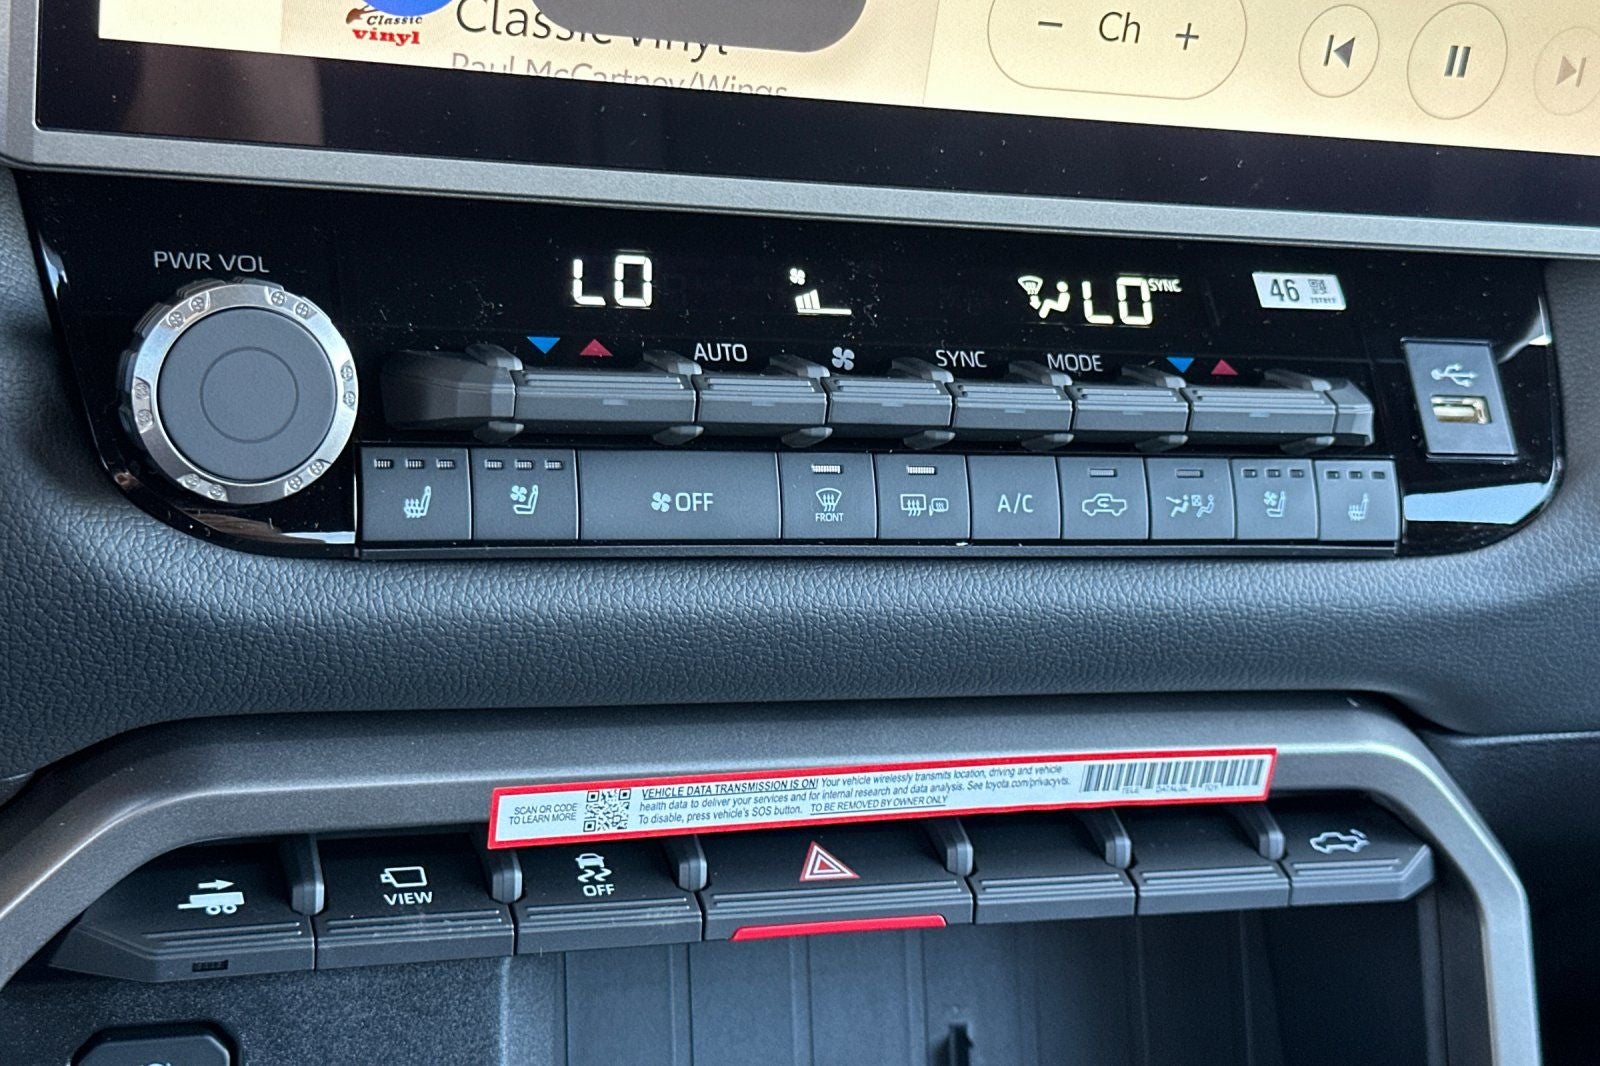 Classic
vinyl
Classic Vinyl
Paul McCartney/Wings
Ch
PWR VOL
LO
LO SYNC
46
AUTO
SYNC
MODE
OFF
FRONT
A/C
SCAN QR CODE
TO LEARN MORE
VEHICLE DATA TRANSMISSION IS ON! Your vehicle wirelessly transmits location, driving and vehicle
health data to deliver your services and for internal research and data analysis. See toyota.com/privacyvts.
To disable, press vehicle's SOS button. TO BE REMOVED BY OWNER ONLY
VIEW
OFF